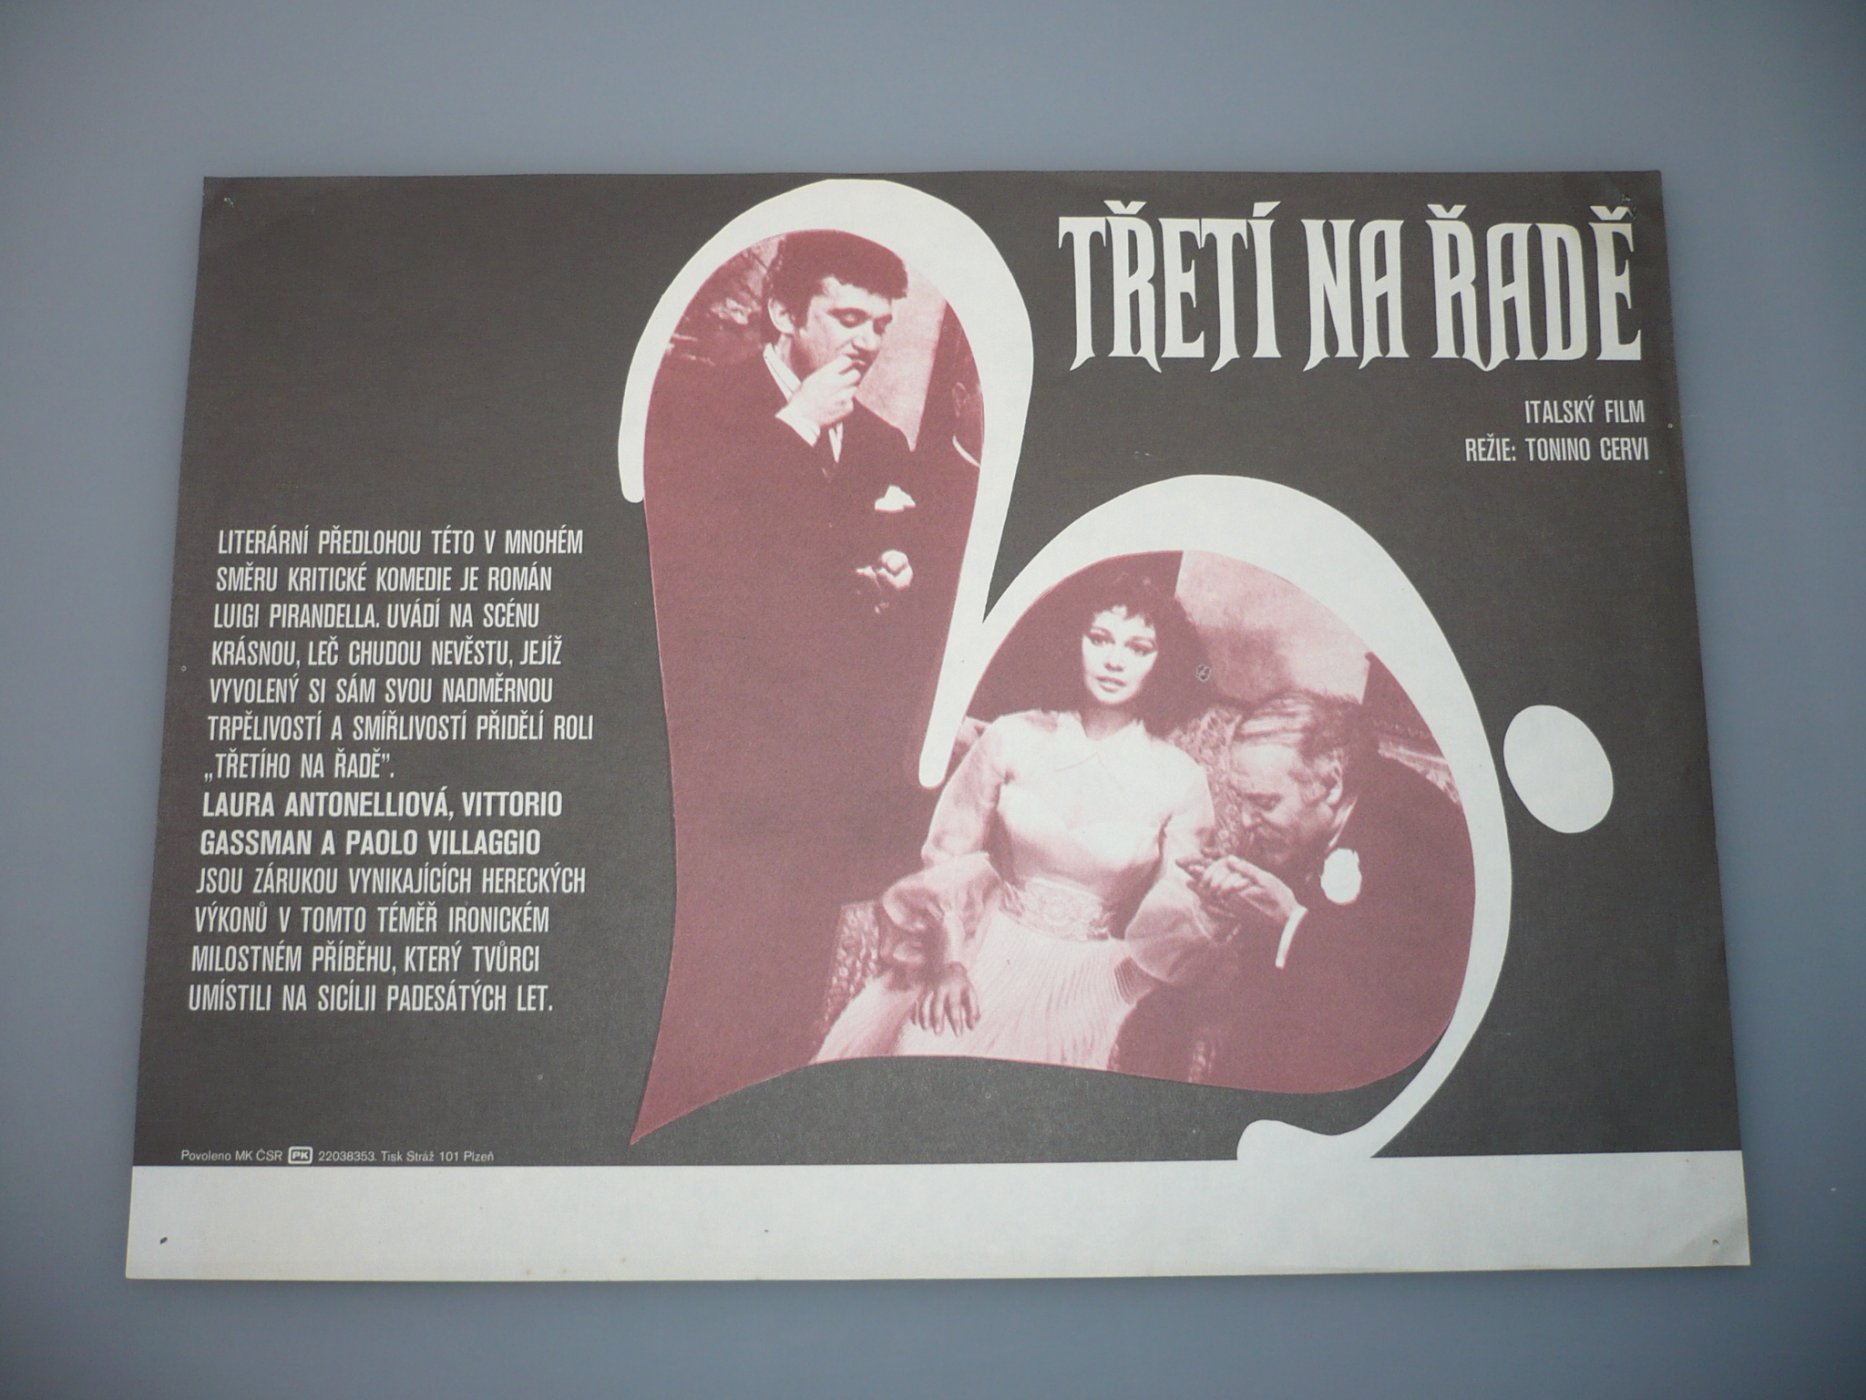 TŘETÍ NA ŘADĚ
ITALSKÝ FILM
REŽIE: TONINO CERVI
LITERÁRNÍ PŘEDLOHOU TÉTO V MNOHÉM
SMĚRU KRITICKÉ KOMEDIE JE ROMÁN
LUIGI PIRANDELLA. UVÁDÍ NA SCÉNU
KRÁSNOU, LEČ CHUDOU NEVĚSTU, JEJÍŽ
VYVOLENÝ SI SÁM SVOU NADMĚRNOU
TRPĚLIVOSTÍ A SMÍŘLIVOSTÍ PŘIDĚLÍ ROLI
„TŘETÍHO NA ŘADĚ”.
LAURA ANTONELLIOVÁ, VITTORIO
GASSMAN A PAOLO VILLAGGIO
JSOU ZÁRUKOU VYNIKAJÍCÍCH HERECKÝCH
VÝKONŮ V TOMTO TÉMĚŘ IRONICKÉM
MILOSTNÉM PŘÍBĚHU, KTERÝ TVŮRCI
UMÍSTILI NA SICÍLII PADESÁTÝCH LET.
Povoleno MK ČSR PK 22038353. Tisk Stráž 101 Plzeň